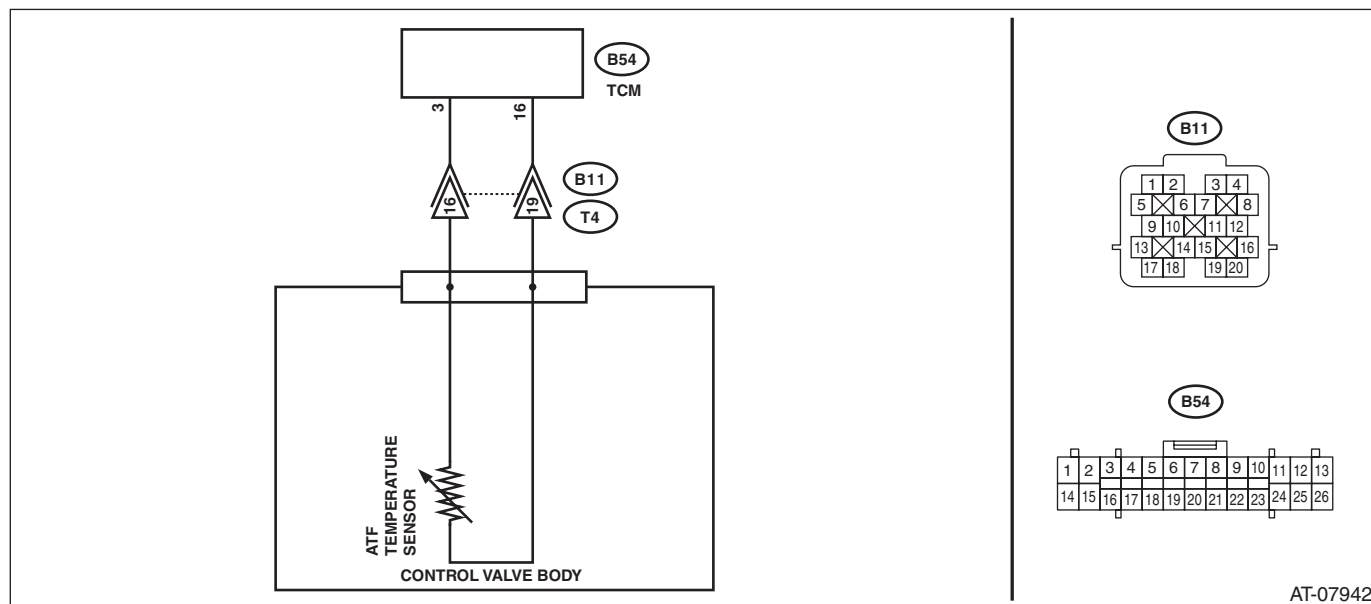 B54
TCM
3
16
B11
T4
16
19
ATF
TEMPERATURE
SENSOR
CONTROL VALVE BODY
B11
1 2 3 4
5 6 7 8
9 10 11 12
13 14 15 16
17 18 19 20
B54
1 2 3 4 5 6 7 8 9 10 11 12 13
14 15 16 17 18 19 20 21 22 23 24 25 26
AT-07942